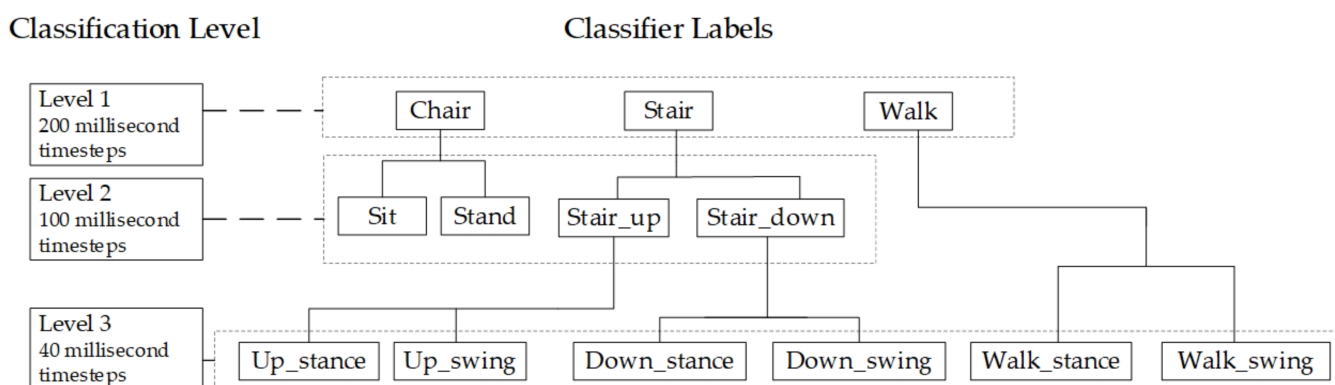 Classification Level
Classifier Labels
Level 1
200 millisecond
timesteps
Chair
Stair
Walk
Level 2
100 millisecond
timesteps
Sit
Stand
Stair_up
Stair_down
Level 3
40 millisecond
timesteps
Up_stance
Up_swing
Down_stance
Down_swing
Walk_stance
Walk_swing